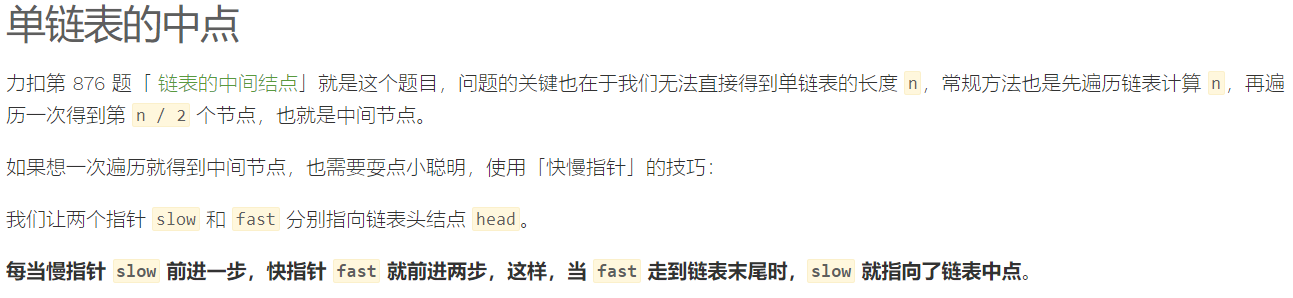 单链表的中点
力扣第 876 题「 链表的中间结点」就是这个题目，问题的关键也在于我们无法直接得到单链表的长度 n，常规方法也是先遍历链表计算 n，再遍
历一次得到第 n / 2 个节点，也就是中间节点。
如果想一次遍历就得到中间节点，也需要耍点小聪明，使用「快慢指针」的技巧：
我们让两个指针 slow 和 fast 分别指向链表头结点 head。
每当慢指针 slow 前进一步，快指针 fast 就前进两步，这样，当 fast 走到链表末尾时，slow 就指向了链表中点。